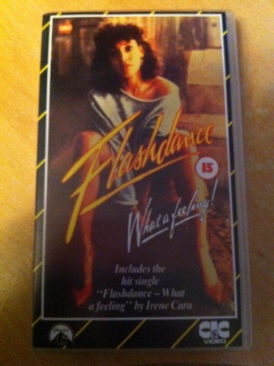 Flashdance
15
What a feeling!
Includes the
hit single
"Flashdance – What
a feeling" by Irene Cara
CIC
VIDEO